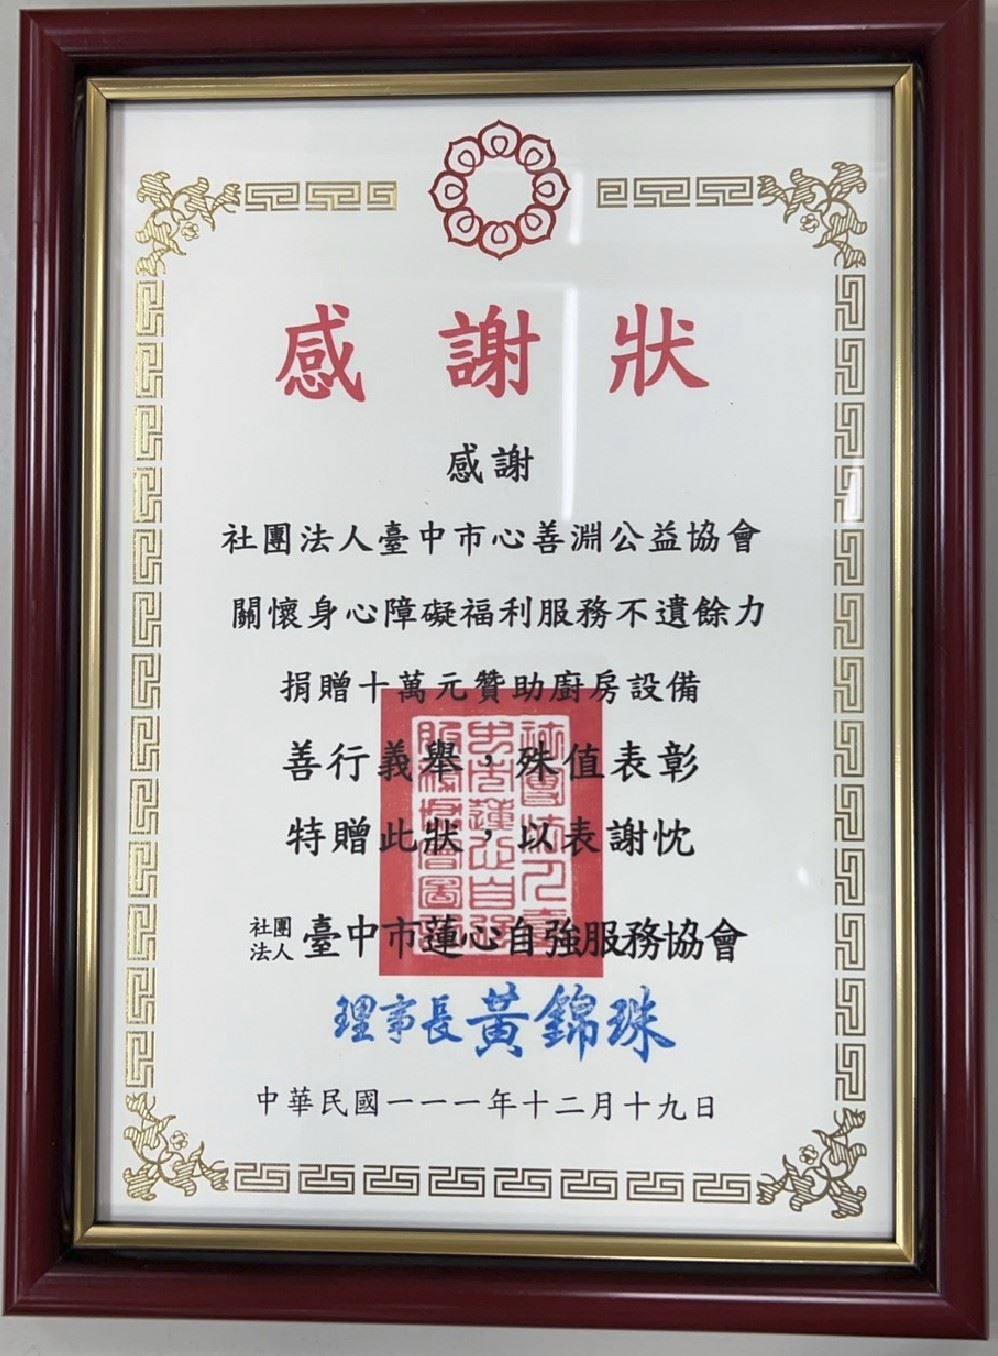 感謝狀
感謝
社團法人臺中市心善淵公益協會
關懷身心障礙福利服務不遺餘力
捐贈十萬元贊助廚房設備
善行義舉，殊值表彰
特贈此狀，以表謝忱
社團法人 臺中市蓮心自強服務協會
理事長 黃錦珠
中華民國一一一年十二月十九日